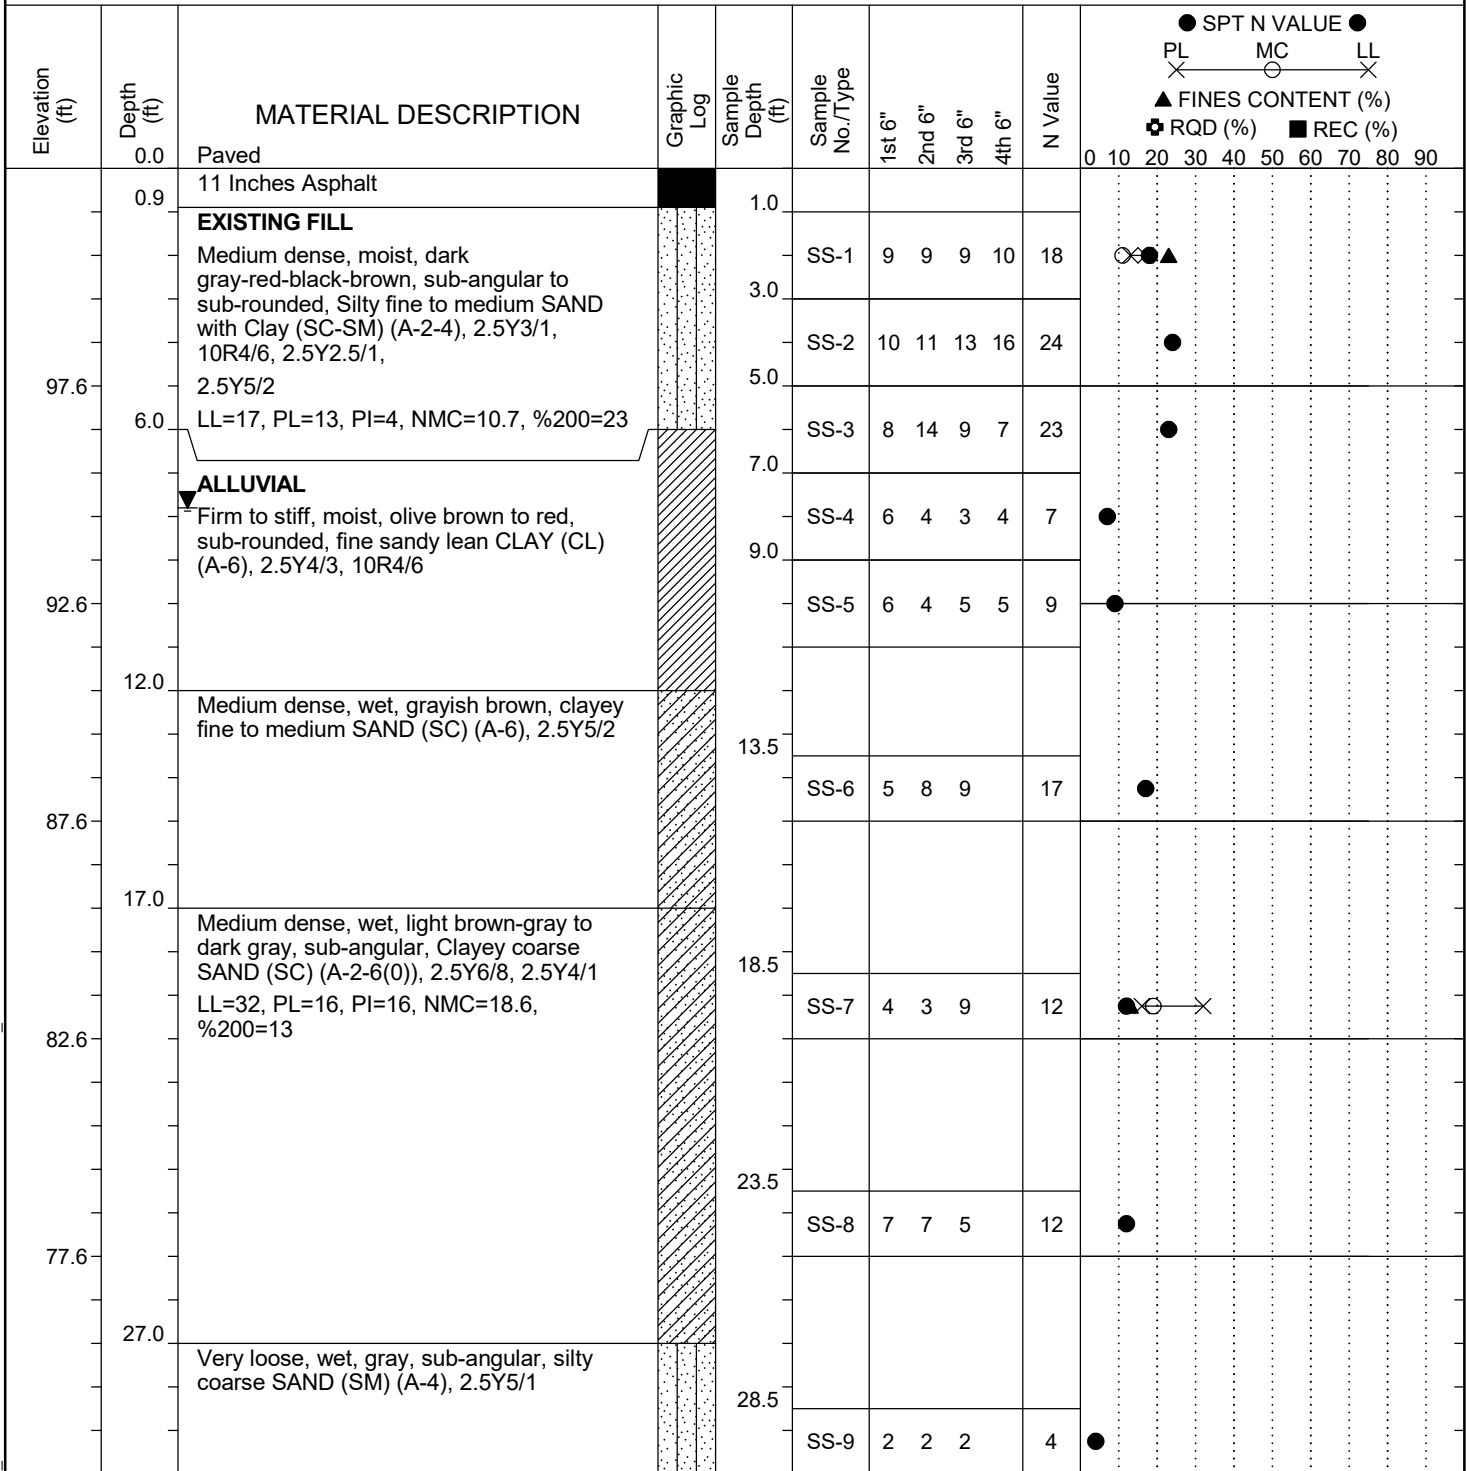 ● SPT N VALUE ●
PL MC LL
▲ FINES CONTENT (%)
RQD (%) ■ REC (%)
0 10 20 30 40 50 60 70 80 90
Elevation
(ft)
Depth
(ft)
MATERIAL DESCRIPTION
Graphic
Log
Sample
Depth
(ft)
Sample
No./Type
1st 6"
2nd 6"
3rd 6"
4th 6"
N Value
0.0 Paved
11 Inches Asphalt
0.9
1.0
EXISTING FILL
Medium dense, moist, dark
gray-red-black-brown, sub-angular to
sub-rounded, Silty fine to medium SAND
with Clay (SC-SM) (A-2-4), 2.5Y3/1,
10R4/6, 2.5Y2.5/1,
2.5Y5/2
LL=17, PL=13, PI=4, NMC=10.7, %200=23
SS-1 9 9 9 10 18
3.0
SS-2 10 11 13 16 24
5.0
97.6
6.0
SS-3 8 14 9 7 23
7.0
ALLUVIAL
Firm to stiff, moist, olive brown to red,
sub-rounded, fine sandy lean CLAY (CL)
(A-6), 2.5Y4/3, 10R4/6
SS-4 6 4 3 4 7
9.0
92.6
SS-5 6 4 5 5 9
12.0
Medium dense, wet, grayish brown, clayey
fine to medium SAND (SC) (A-6), 2.5Y5/2
13.5
SS-6 5 8 9 17
87.6
17.0
Medium dense, wet, light brown-gray to
dark gray, sub-angular, Clayey coarse
SAND (SC) (A-2-6(0)), 2.5Y6/8, 2.5Y4/1
LL=32, PL=16, PI=16, NMC=18.6,
%200=13
18.5
SS-7 4 3 9 12
82.6
23.5
SS-8 7 7 5 12
77.6
27.0
Very loose, wet, gray, sub-angular, silty
coarse SAND (SM) (A-4), 2.5Y5/1
28.5
SS-9 2 2 2 4